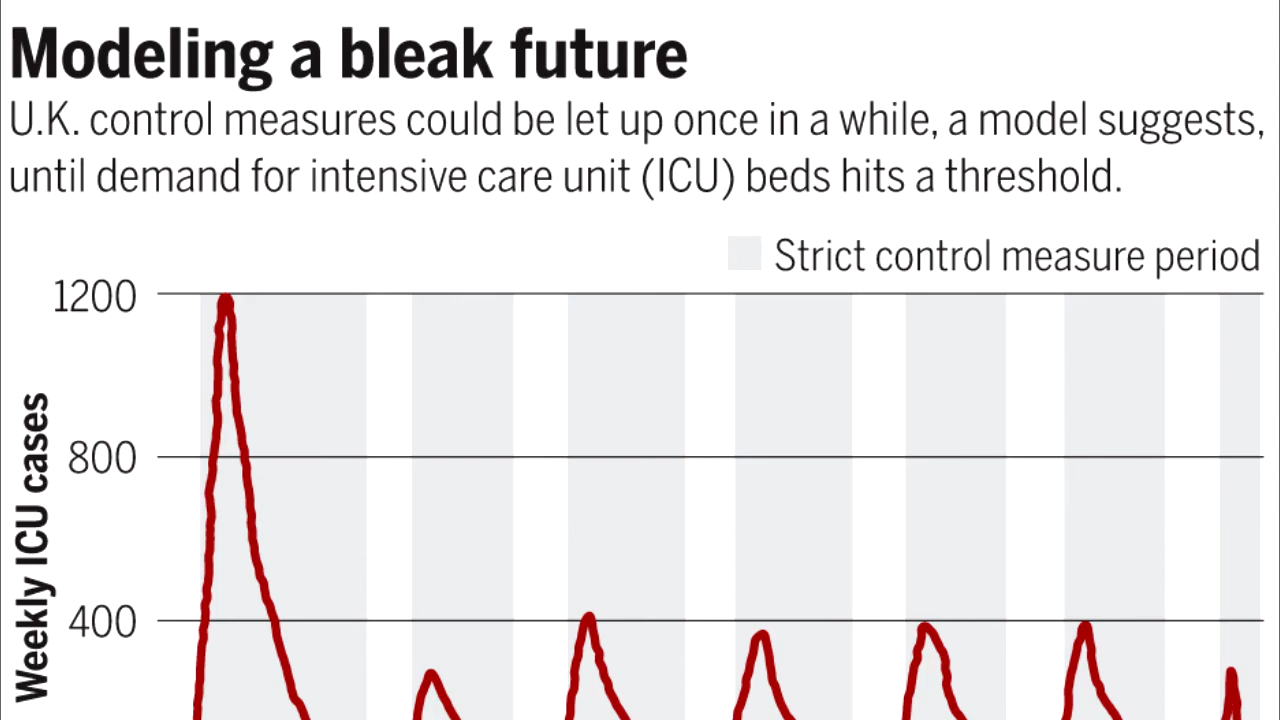 Modeling a bleak future
U.K. control measures could be let up once in a while, a model suggests,
until demand for intensive care unit (ICU) beds hits a threshold.
Strict control measure period
1200
800
400
Weekly ICU cases